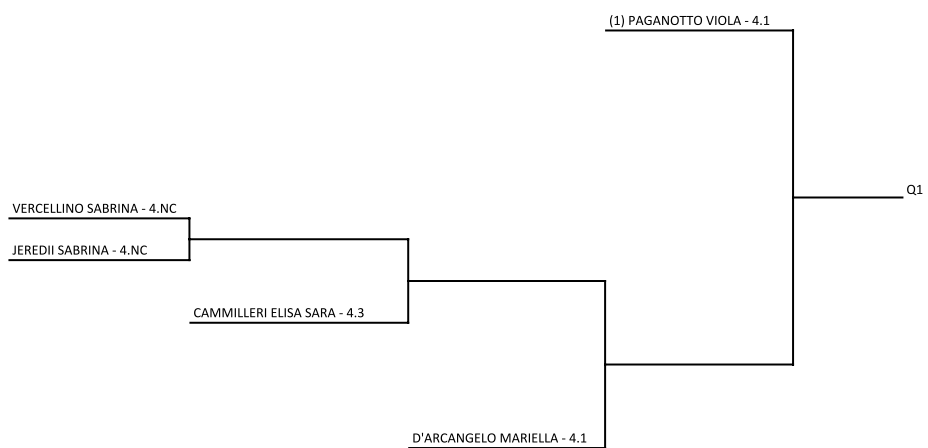 (1) PAGANOTTO VIOLA - 4.1
Q1
VERCELLINO SABRINA - 4.NC
JEREDII SABRINA - 4.NC
CAMMILLERI ELISA SARA - 4.3
D'ARCANGELO MARIELLA - 4.1